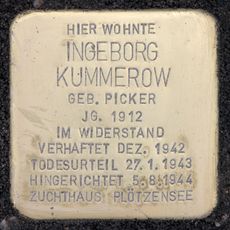 HIER WOHNTE
INGEBORG
KUMMEROW
GEB. PICKER
JG. 1912
IM WIDERSTAND
VERHAFTET DEZ. 1942
TODESURTEIL 27.1.1943
HINGERICHTET 5.8.1944
ZUCHTHAUS PLÖTZENSEE